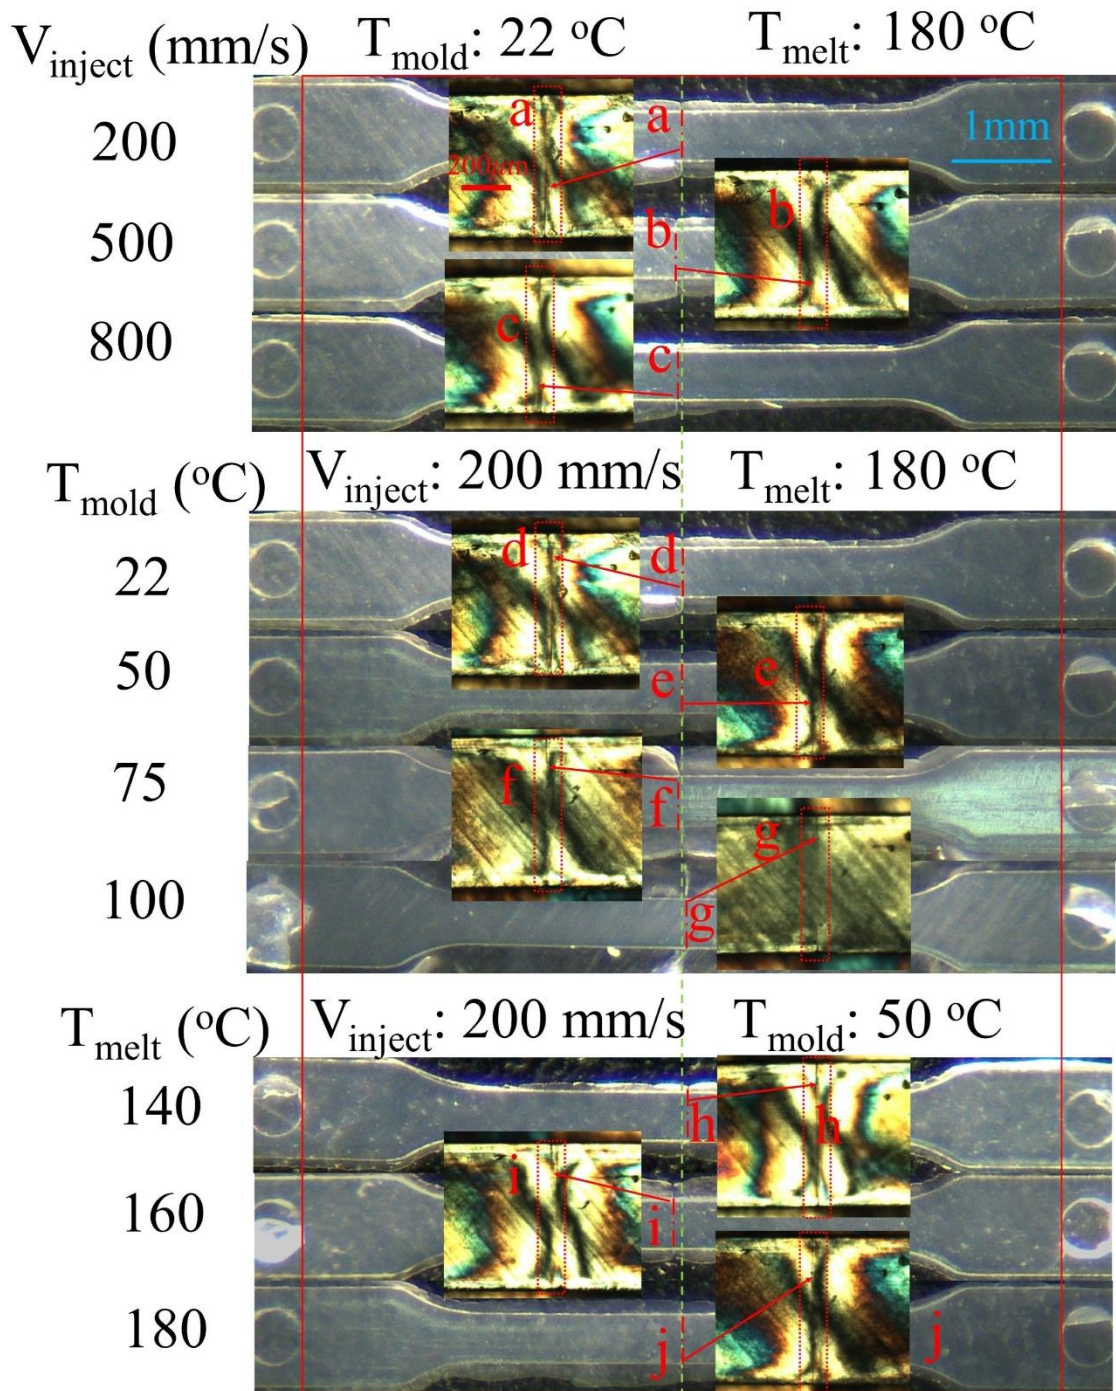 V_inject (mm/s) T_mold: 22 °C T_melt: 180 °C
200 a a 1mm
200μm
500 b b
800 c c
T_mold (°C) V_inject: 200 mm/s T_melt: 180 °C
22 d d
50 e e
75 f f
100 g g
T_melt (°C) V_inject: 200 mm/s T_mold: 50 °C
140 h h
160 i i
180 j j